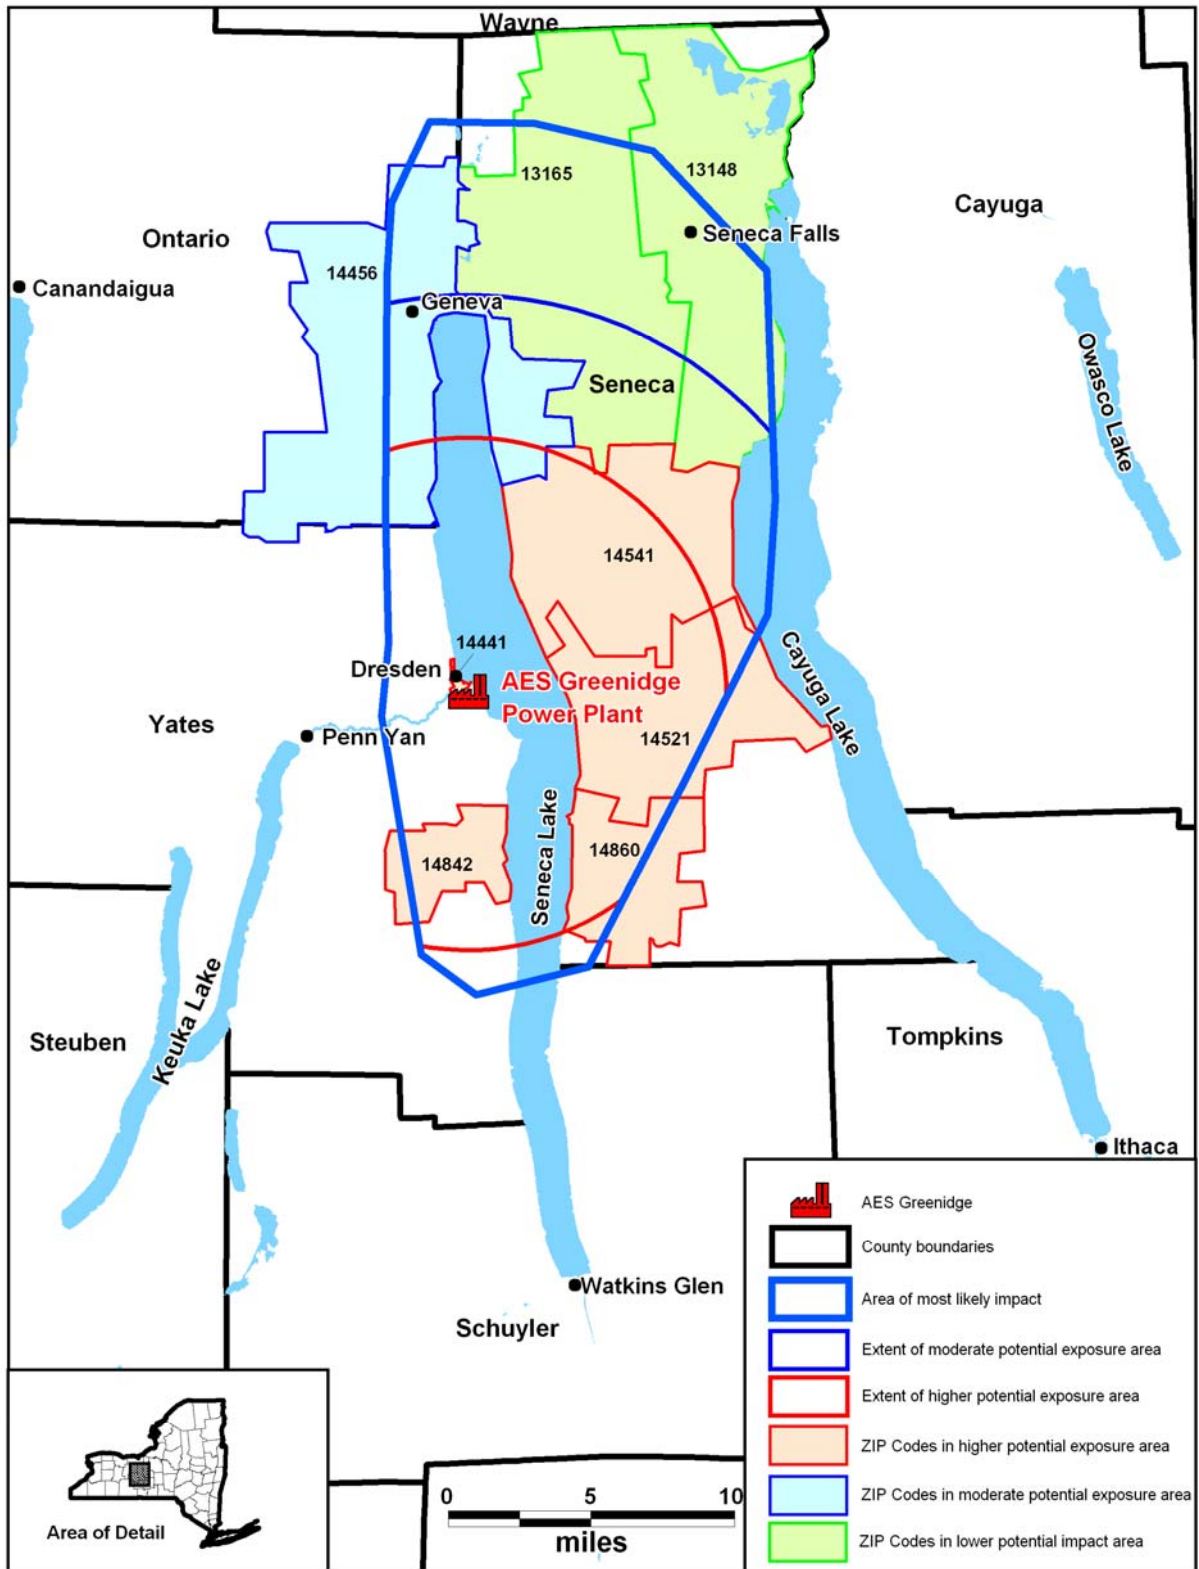 Wayne
13165
13148
Cayuga
Ontario
Seneca Falls
14456
Canandaigua
Geneva
Owasco Lake
Seneca
14541
14441
Dresden
AES Greenidge
Power Plant
Cayuga Lake
Yates
Penn Yan
14521
Seneca Lake
14842
14860
Keuka Lake
Steuben
Tompkins
Ithaca
Watkins Glen
Schuyler
AES Greenidge
County boundaries
Area of most likely impact
Extent of moderate potential exposure area
Extent of higher potential exposure area
ZIP Codes in higher potential exposure area
ZIP Codes in moderate potential exposure area
ZIP Codes in lower potential impact area
Area of Detail
0 5 10
miles